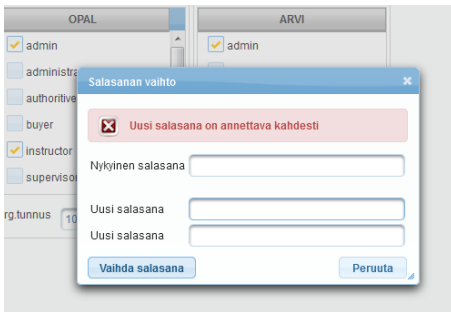 OPAL
ARVI
admin
admin
administra
Salasanan vaihto
authoritive
buyer
Uusi salasana on annettava kahdesti
instructor
Nykyinen salasana
supervisor
rg.tunnus 10
Uusi salasana
Uusi salasana
Vaihda salasana
Peruuta